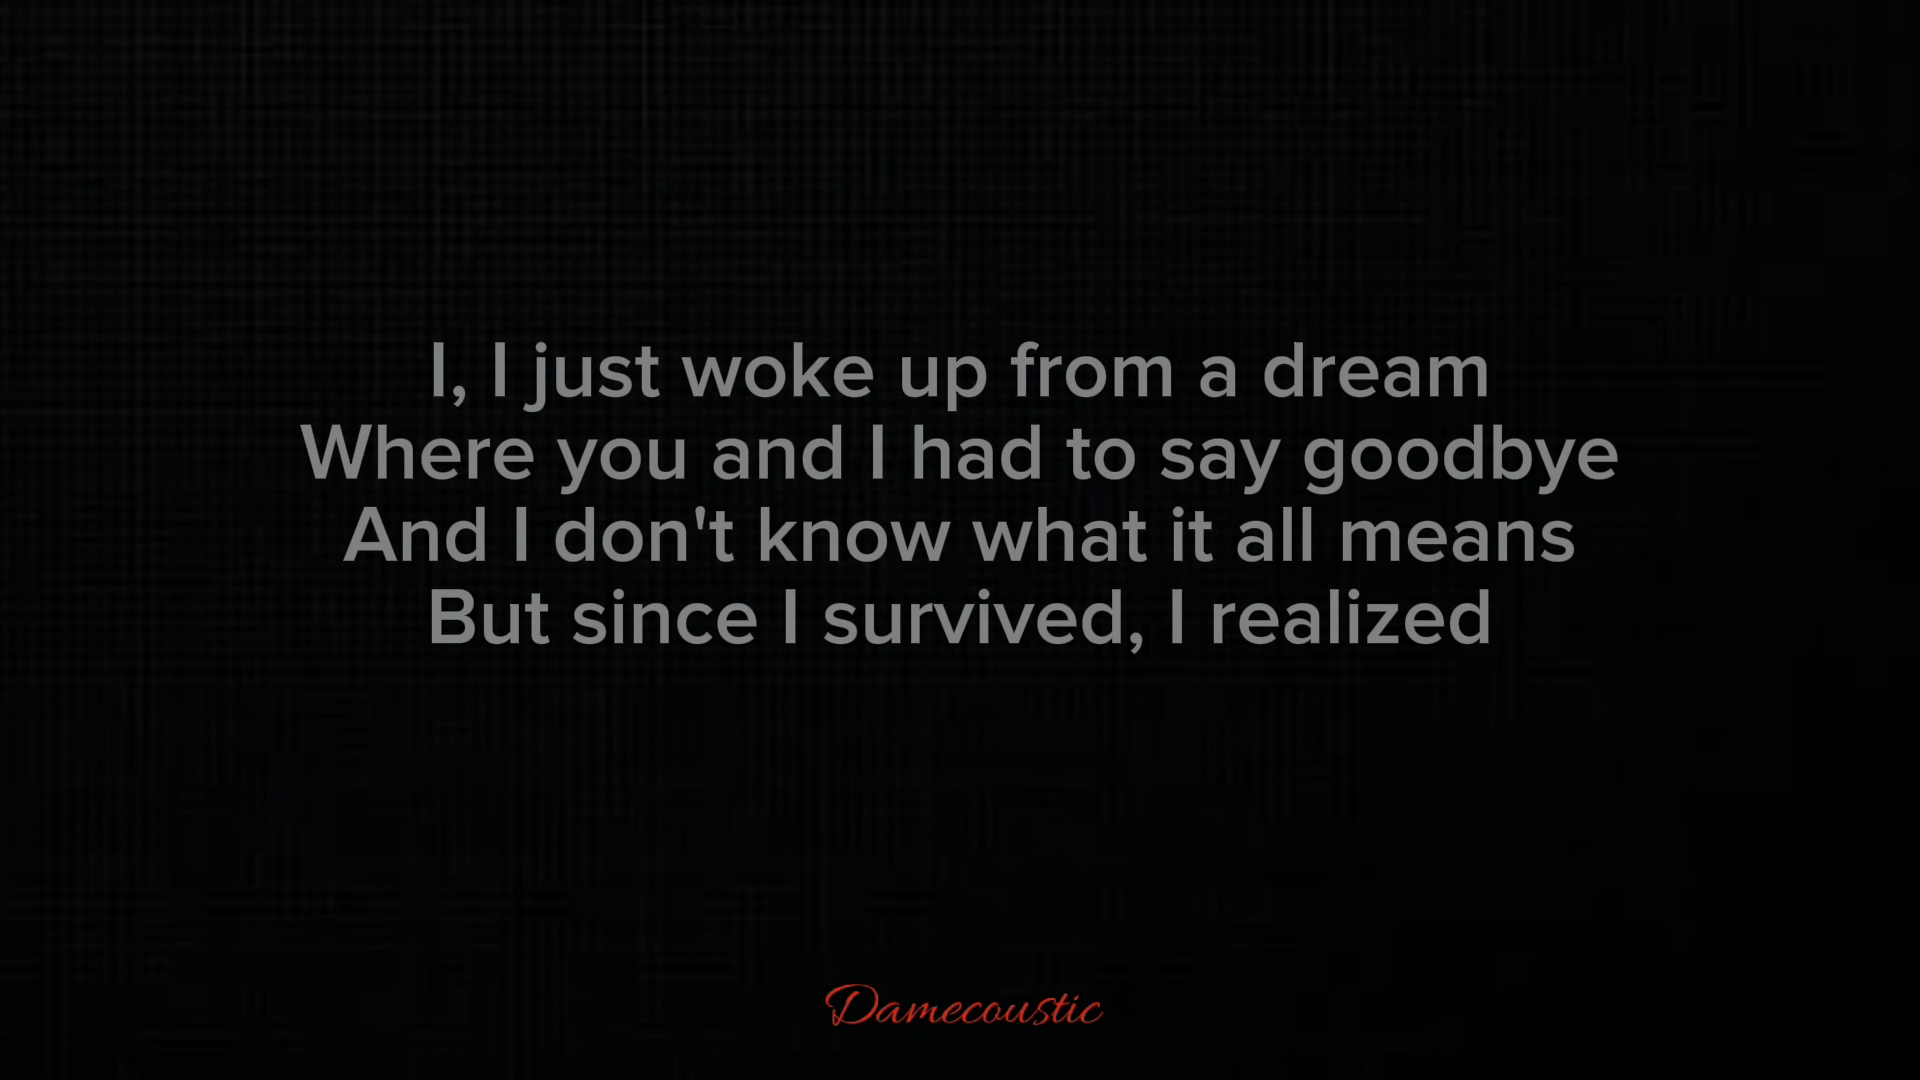 I, I just woke up from a dream
Where you and I had to say goodbye
And I don't know what it all means
But since I survived, I realized
Damecoustic